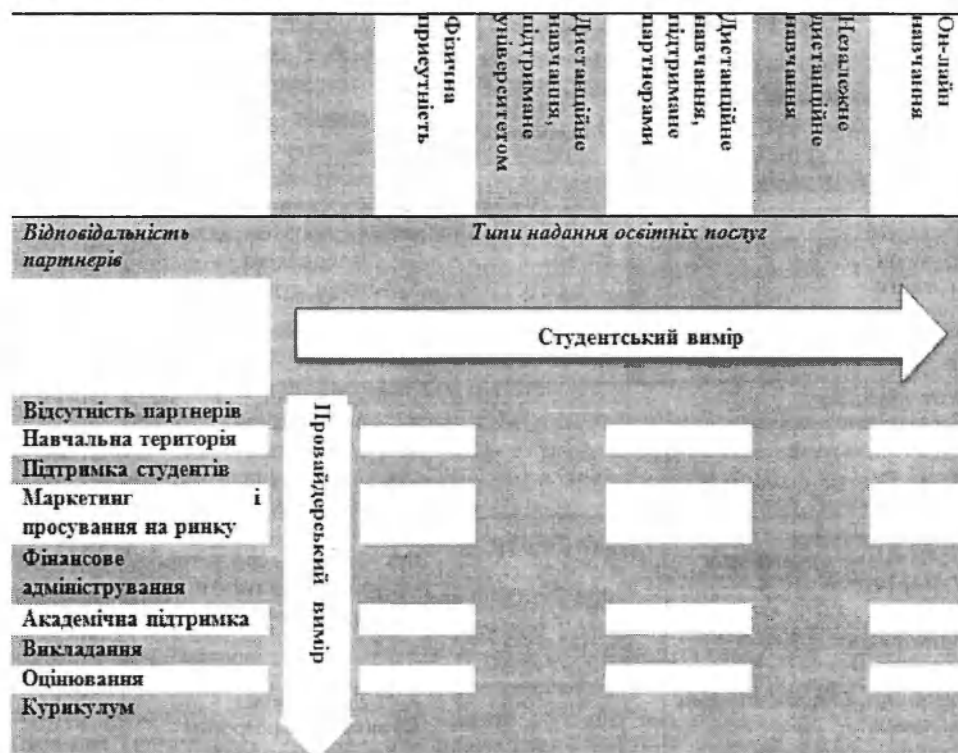 Фізична
присутність
Дистанційне
навчання,
підтримане
університетом
Дистанційне
навчання,
підтримане
партнерами
Незалежне
дистанційне
навчання
Он-лайн
навчання
Відповідальність
партнерів
Типи надання освітніх послуг
Студентський вимір
Провайдерський вимір
Відсутність партнерів
Навчальна територія
Підтримка студентів
Маркетинг і
просування на ринку
Фінансове
адміністрування
Академічна підтримка
Викладання
Оцінювання
Курикулум